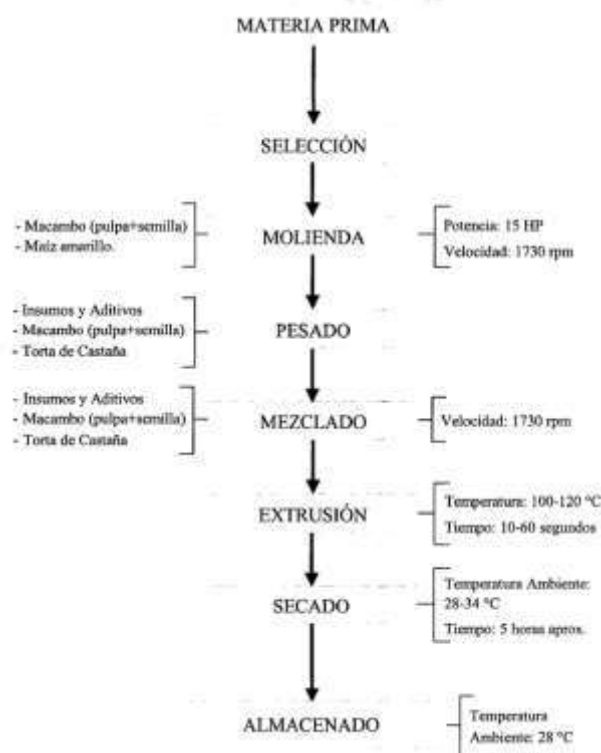 MATERIA PRIMA
SELECCIÓN
- Macambo (pulpa+semilla)
- Maíz amarillo.
MOLIENDA
Potencia: 15 HP
Velocidad: 1730 rpm
- Insumos y Aditivos
- Macambo (pulpa+semilla)
- Torta de Castaña
PESADO
- Insumos y Aditivos
- Macambo (pulpa+semilla)
- Torta de Castaña
MEZCLADO
Velocidad: 1730 rpm
EXTRUSIÓN
Temperatura: 100-120 °C
Tiempo: 10-60 segundos
SECADO
Temperatura Ambiente:
28-34 °C
Tiempo: 5 horas aprox.
ALMACENADO
Temperatura
Ambiente: 28 °C